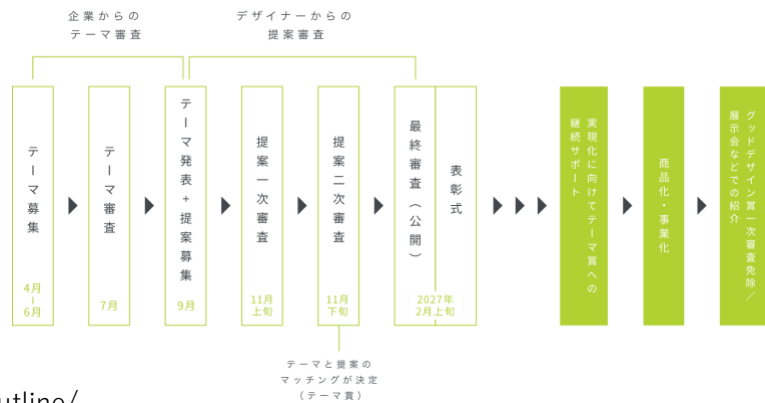 企業からの
テーマ審査
デザイナーからの
提案審査
テーマ募集
4月
–
6月
テーマ審査
7月
テーマ発表+提案募集
9月
提案一次審査
11月
上旬
提案二次審査
11月
下旬
最終審査（公開）
表彰式
2027年
2月上旬
実現化に向けてテーマ賞への
継続サポート
商品化・事業化
グッドデザイン賞一次審査免除／
展示会などでの紹介
テーマと提案の
マッチングが決定
（テーマ賞）
utline/